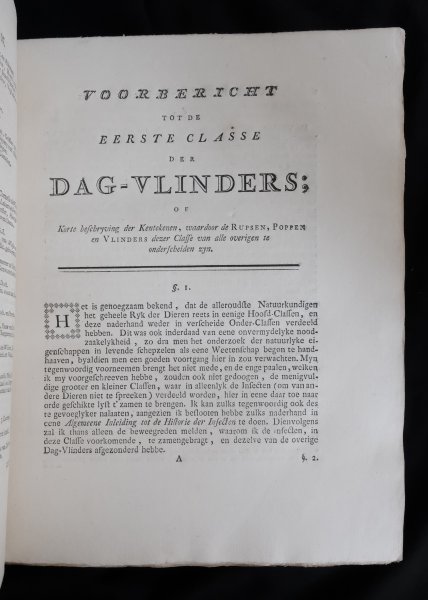 VOORBERICHT
TOT DE
EERSTE CLASSE
DER
DAG-VLINDERS;
OF
Korte beschryving der Kentekenen, waardoor de RUPSEN, POPPEN
en VLINDERS dezer Classe van alle overigen te
onderscheiden zyn.
§. 1.
Het is genoegzaam bekend, dat de alleroudste Natuurkundigen
het geheele Ryk der Dieren reets in eenige Hoofd-Classen, en
deze naderhand weder in verscheide Onder-Classen verdeeld
hebben. Dit was ook inderdaad van eene onvermydelyke nood-
zaakelykheid, zo dra men het onderzoek der natuurlyke ei-
genschappen in levende schepzelen als eene Weetenschap begon te hand-
haaven, byaldien men een goeden voortgang hier in zou verwachten. Myn
tegenwoordig voorneemen brengt het niet mede, en de enge paalen, welken
ik my voorgeschreeven hebbe, zouden ook niet gedoogen, de menigvul-
dige grooter en kleiner Classen, waar in alleenlyk de Insecten (om van an-
dere Dieren niet te spreeken) verdeeld worden, hier in eene daar toe naar
orde geschikte lyst t'zamen te brengen. Ik kan zulks tegenwoordig ook des
te gevoeglyker nalaaten, aangezien ik beslooten hebbe zulks naderhand in
eene Algemeene Inleiding tot de Historie der Insecten te doen. Dienvolgens
zal ik thans alleen de beweegreden melden, waarom ik de Insecten, in
deze Classe voorkomende, te zamengebragt, en dezelve van de overige
Dag-Vlinders afgezonderd hebbe.
A
§. 2.